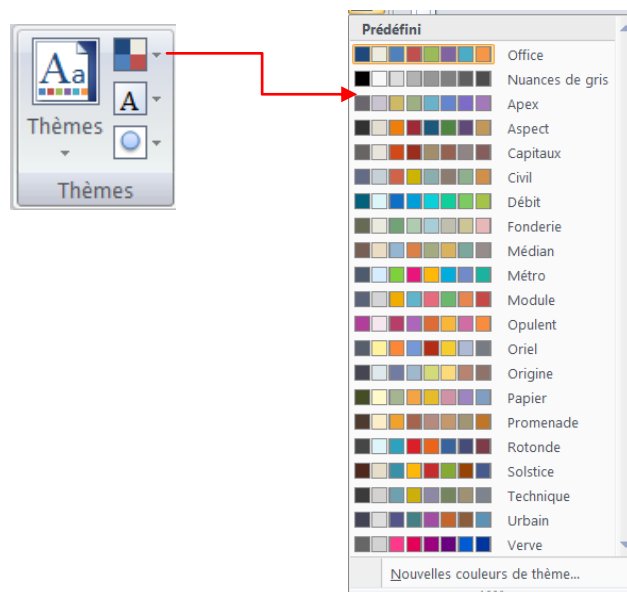 Aa
A
Thèmes
Thèmes
Prédéfini
Office
Nuances de gris
Apex
Aspect
Capitaux
Civil
Débit
Fonderie
Médian
Métro
Module
Opulent
Oriel
Origine
Papier
Promenade
Rotonde
Solstice
Technique
Urbain
Verve
Nouvelles couleurs de thème...